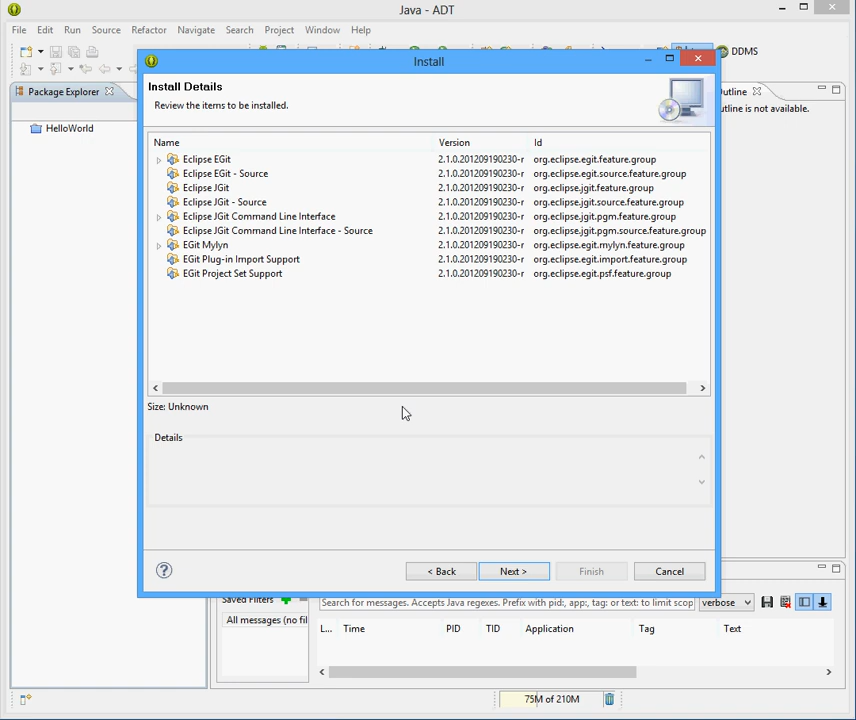 Java - ADT
File Edit Run Source Refactor Navigate Search Project Window Help
DDMS
Package Explorer
HelloWorld
utline
utline is not available.
Install
Install Details
Review the items to be installed.
Name Version Id
Eclipse EGit 2.1.0.201209190230-r org.eclipse.egit.feature.group
Eclipse EGit - Source 2.1.0.201209190230-r org.eclipse.egit.source.feature.group
Eclipse JGit 2.1.0.201209190230-r org.eclipse.jgit.feature.group
Eclipse JGit - Source 2.1.0.201209190230-r org.eclipse.jgit.source.feature.group
Eclipse JGit Command Line Interface 2.1.0.201209190230-r org.eclipse.jgit.pgm.feature.group
Eclipse JGit Command Line Interface - Source 2.1.0.201209190230-r org.eclipse.jgit.pgm.source.feature.group
EGit Mylyn 2.1.0.201209190230-r org.eclipse.egit.mylyn.feature.group
EGit Plug-in Import Support 2.1.0.201209190230-r org.eclipse.egit.import.feature.group
EGit Project Set Support 2.1.0.201209190230-r org.eclipse.egit.psf.feature.group
Size: Unknown
Details
< Back Next > Finish Cancel
Saved Filters
Search for messages. Accepts Java regexes. Prefix with pid:, app:, tag: or text: to limit scop verbose
All messages (no fil
L... Time PID TID Application Tag Text
75M of 210M